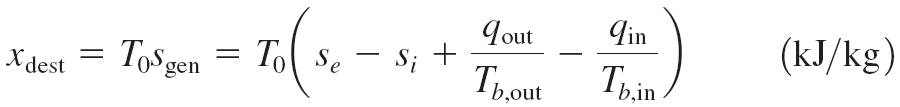 x_dest = T_0 s_gen = T_0 ( s_e − s_i + q_out / T_b,out − q_in / T_b,in ) (kJ/kg)